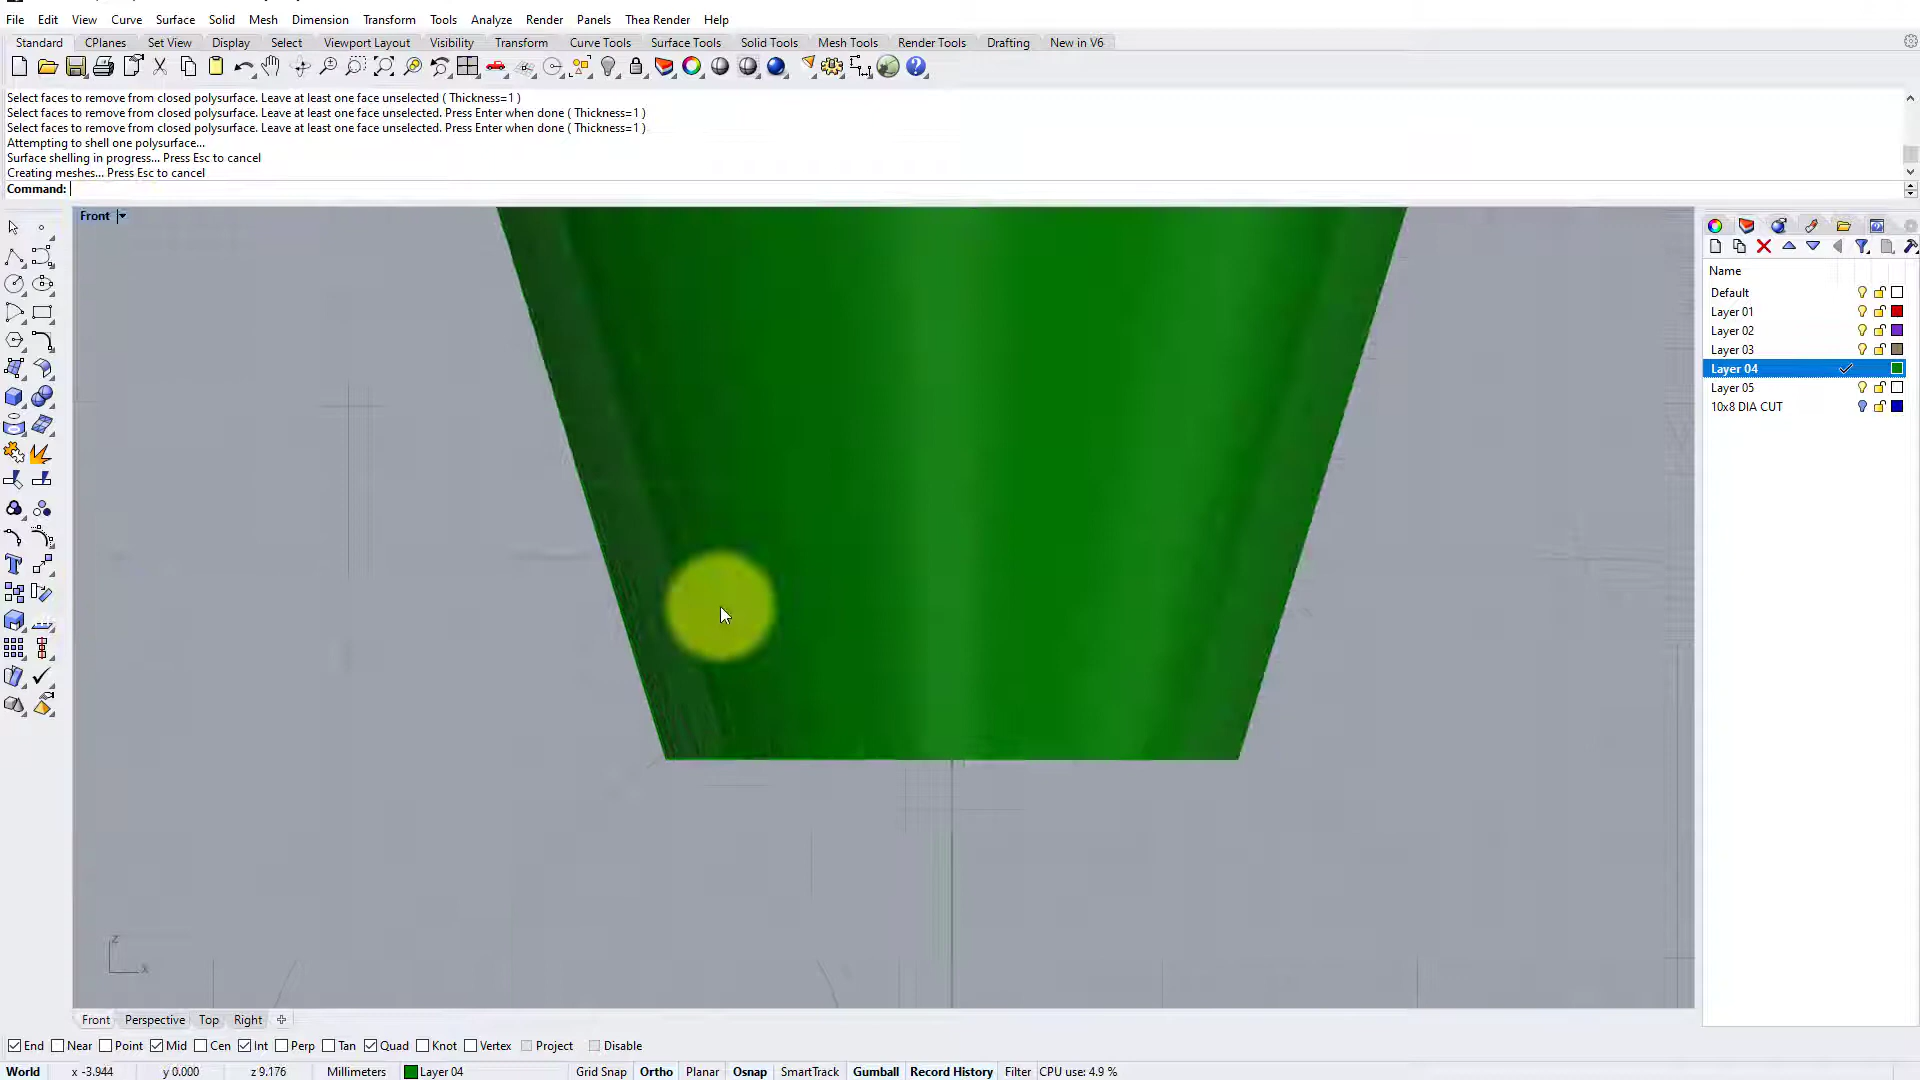 File Edit View Curve Surface Solid Mesh Dimension Transform Tools Analyze Render Panels Thea Render Help
Standard CPlanes Set View Display Select Viewport Layout Visibility Transform Curve Tools Surface Tools Solid Tools Mesh Tools Render Tools Drafting New in V6
Select faces to remove from closed polysurface. Leave at least one face unselected ( Thickness=1 )
Select faces to remove from closed polysurface. Leave at least one face unselected. Press Enter when done ( Thickness=1 )
Select faces to remove from closed polysurface. Leave at least one face unselected. Press Enter when done ( Thickness=1 )
Attempting to shell one polysurface...
Surface shelling in progress... Press Esc to cancel
Creating meshes... Press Esc to cancel
Command:
Front
Name
Default
Layer 01
Layer 02
Layer 03
Layer 04
Layer 05
10x8 DIA CUT
z
x
Front Perspective Top Right
End Near Point Mid Cen Int Perp Tan Quad Knot Vertex Project Disable
World x -3.944 y 0.000 z 9.176 Millimeters Layer 04 Grid Snap Ortho Planar Osnap SmartTrack Gumball Record History Filter CPU use: 4.9 %